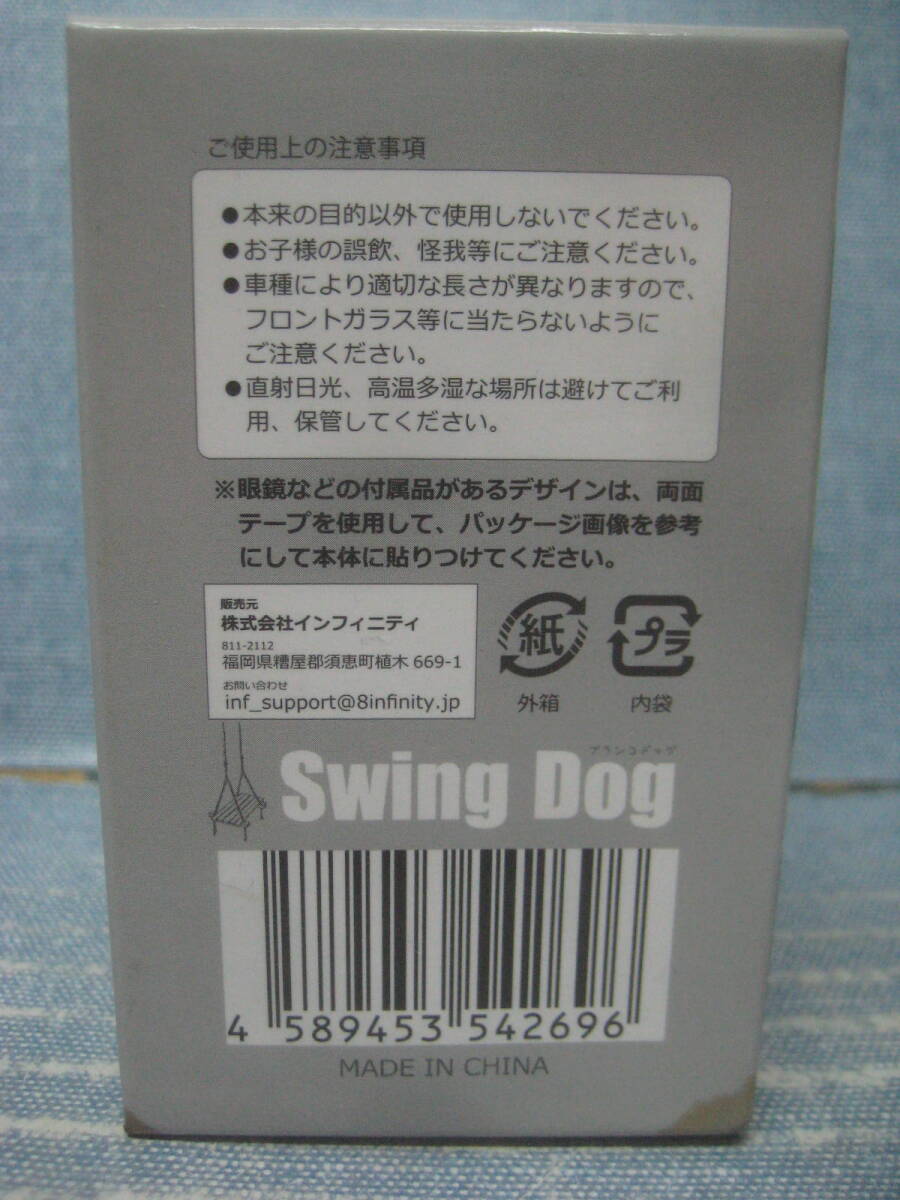 ご使用上の注意事項
●本来の目的以外で使用しないでください。
●お子様の誤飲、怪我等にご注意ください。
●車種により適切な長さが異なりますので、
フロントガラス等に当たらないように
ご注意ください。
●直射日光、高温多湿な場所は避けてご利
用、保管してください。
※眼鏡などの付属品があるデザインは、両面
テープを使用して、パッケージ画像を参考
にして本体に貼りつけてください。
販売元
株式会社インフィニティ
811-2112
福岡県糟屋郡須恵町植木 669-1
お問い合わせ
inf_support@8infinity.jp
紙
外箱
プラ
内袋
ブランコドッグ
Swing Dog
4 589453 542696
MADE IN CHINA